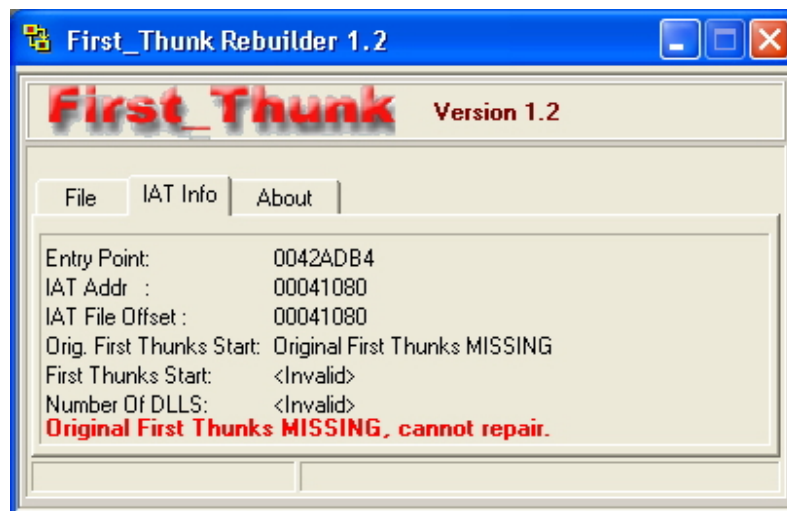 First_Thunk Rebuilder 1.2
First_Thunk Version 1.2
File IAT Info About
Entry Point: 0042ADB4
IAT Addr : 00041080
IAT File Offset : 00041080
Orig. First Thunks Start: Original First Thunks MISSING
First Thunks Start: <Invalid>
Number Of DLLS: <Invalid>
Original First Thunks MISSING, cannot repair.